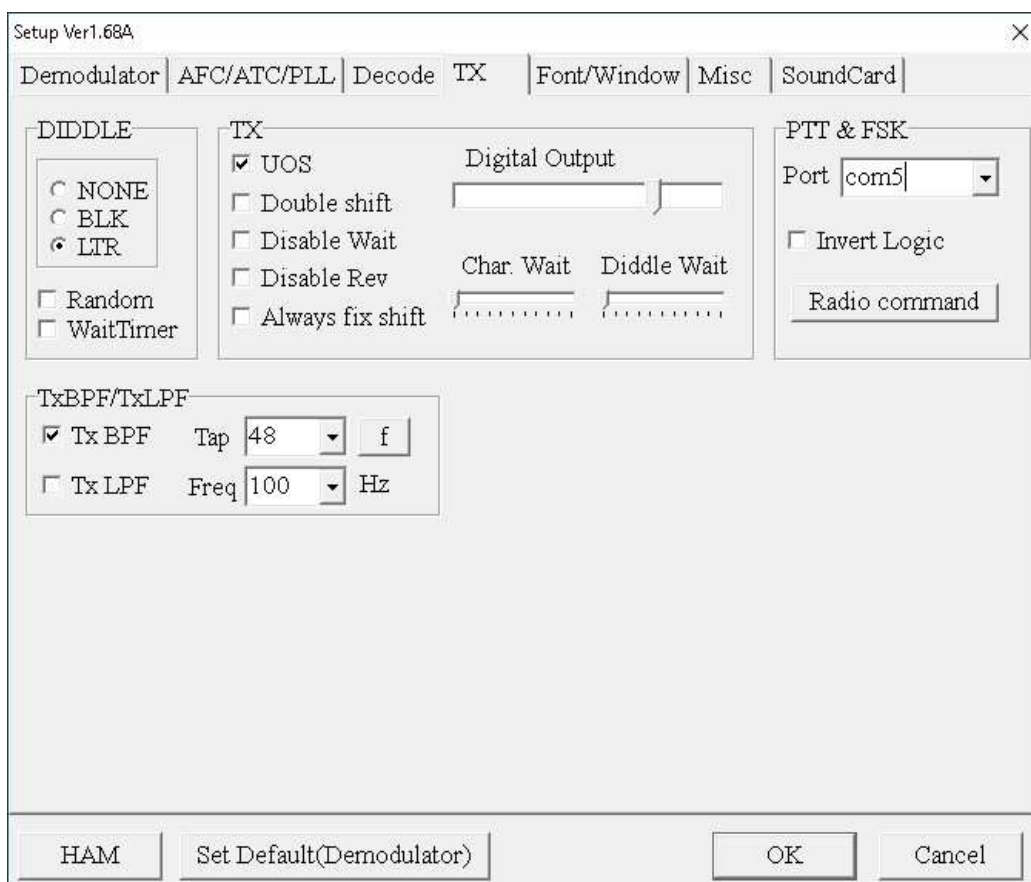 Setup Ver1.68A
Demodulator AFC/ATC/PLL Decode TX Font/Window Misc SoundCard
DIDDLE
NONE
BLK
LTR
Random
WaitTimer
TX
UOS
Double shift
Disable Wait
Disable Rev
Always fix shift
Digital Output
Char. Wait Diddle Wait
PTT & FSK
Port com5
Invert Logic
Radio command
TxBPF/TxLPF
Tx BPF Tap 48 f
Tx LPF Freq 100 Hz
HAM Set Default(Demodulator) OK Cancel